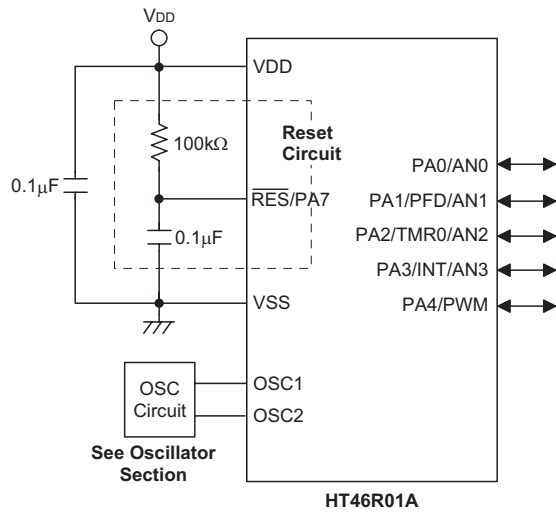 VDD
VDD
Reset
Circuit
100kΩ
PA0/AN0
0.1μF
RES/PA7
PA1/PFD/AN1
0.1μF
PA2/TMR0/AN2
PA3/INT/AN3
VSS
PA4/PWM
OSC
Circuit
OSC1
OSC2
See Oscillator
Section
HT46R01A